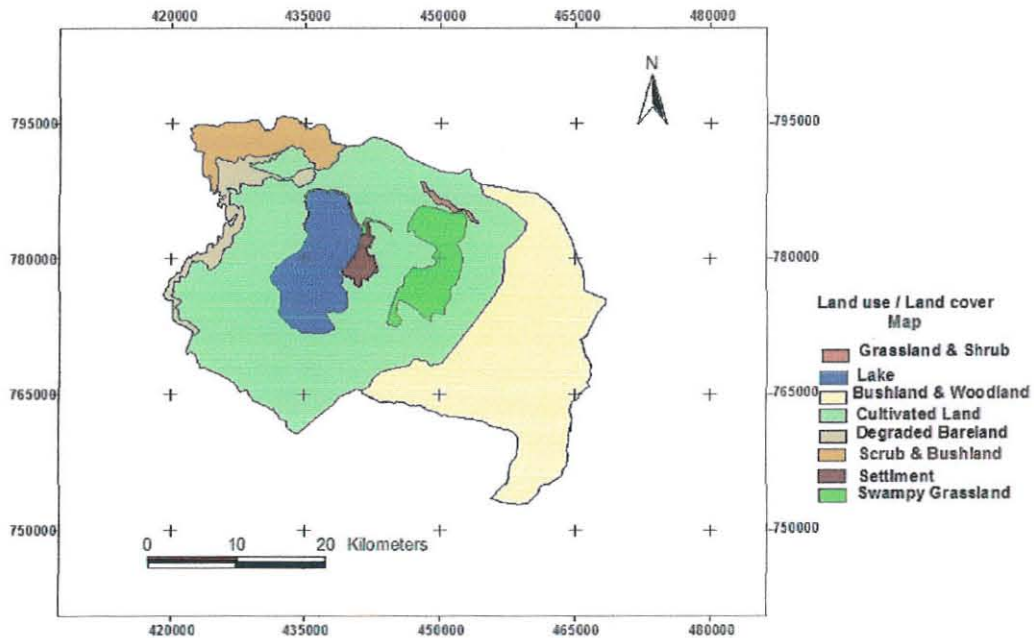 420000 435000 450000 465000 480000
N
795000 795000
780000 780000
765000 765000
750000 750000
Land use / Land cover
Map
Grassland & Shrub
Lake
Bushland & Woodland
Cultivated Land
Degraded Bareland
Scrub & Bushland
Settlment
Swampy Grassland
0 10 20 Kilometers
420000 435000 450000 465000 480000